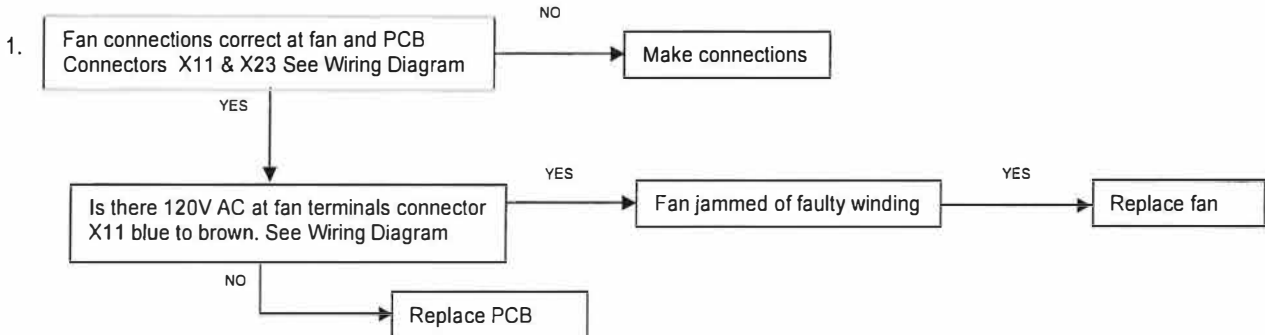 NO
1.
Fan connections correct at fan and PCB
Connectors X11 & X23 See Wiring Diagram
Make connections
YES
YES
YES
Is there 120V AC at fan terminals connector
X11 blue to brown. See Wiring Diagram
Fan jammed of faulty winding
Replace fan
NO
Replace PCB